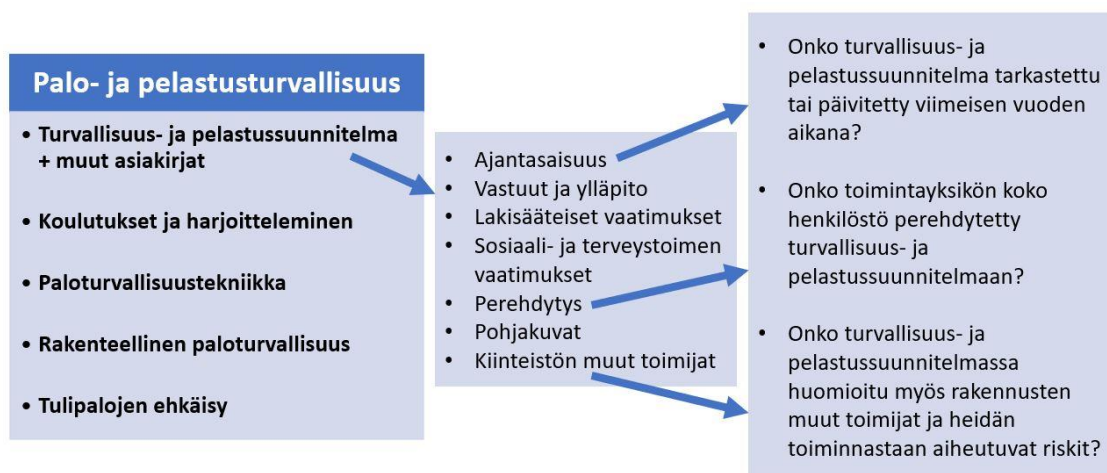 Palo- ja pelastusturvallisuus
• Turvallisuus- ja pelastussuunnitelma
+ muut asiakirjat
• Koulutukset ja harjoitteleminen
• Paloturvallisuustekniikka
• Rakenteellinen paloturvallisuus
• Tulipalojen ehkäisy
• Ajantasaisuus
• Vastuut ja ylläpito
• Lakisääteiset vaatimukset
• Sosiaali- ja terveystoimen
vaatimukset
• Perehdytys
• Pohjakuvat
• Kiinteistön muut toimijat
• Onko turvallisuus- ja
pelastussuunnitelma tarkastettu
tai päivitetty viimeisen vuoden
aikana?
• Onko toimintayksikön koko
henkilöstö perehdytetty
turvallisuus- ja
pelastussuunnitelmaan?
• Onko turvallisuus- ja
pelastussuunnitelmassa
huomioitu myös rakennusten
muut toimijat ja heidän
toiminnastaan aiheutuvat riskit?